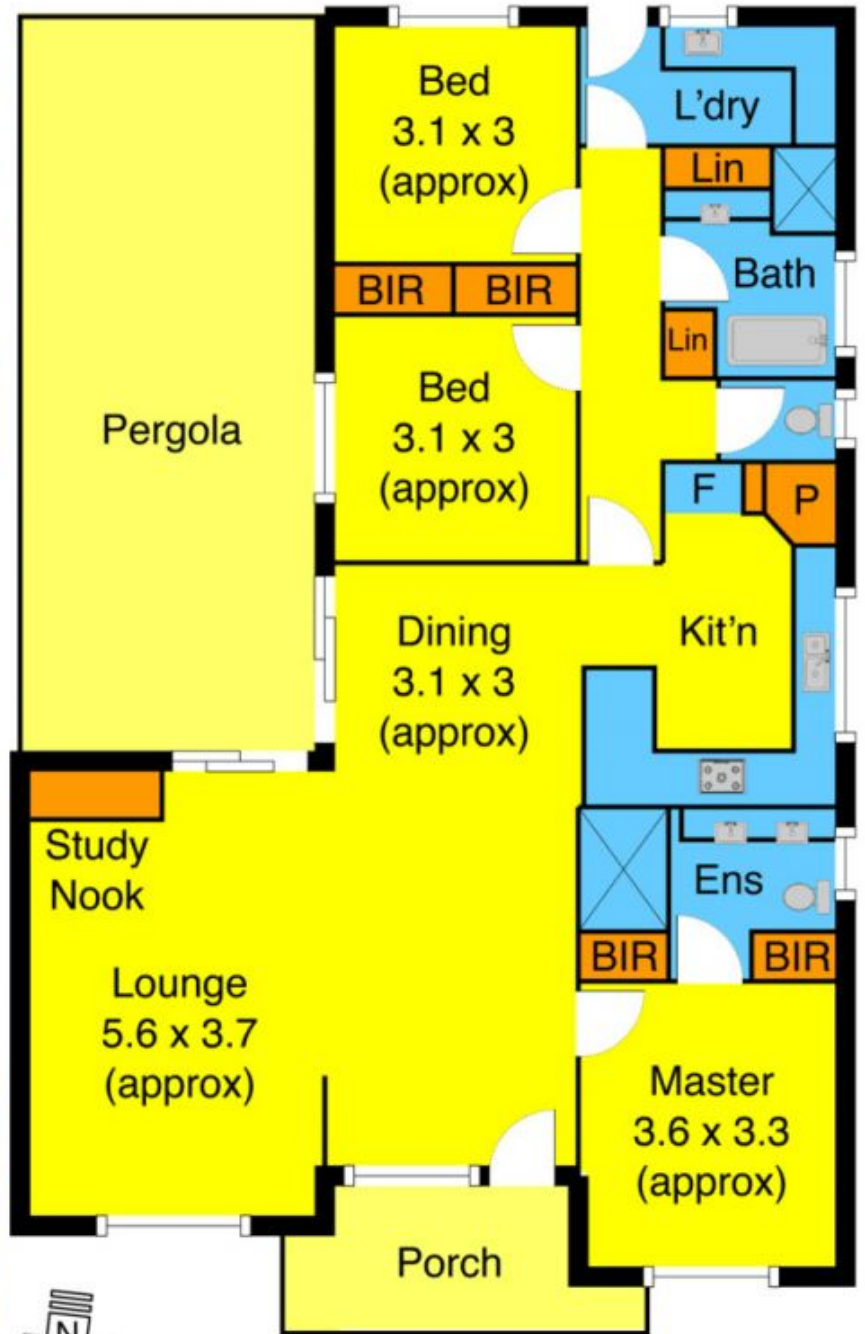 Bed
3.1 x 3
(approx)
L'dry
Lin
BIR
BIR
Bath
Lin
Bed
3.1 x 3
(approx)
Pergola
F
P
Dining
3.1 x 3
(approx)
Kit'n
Study
Nook
Ens
BIR
BIR
Lounge
5.6 x 3.7
(approx)
Master
3.6 x 3.3
(approx)
Porch
N